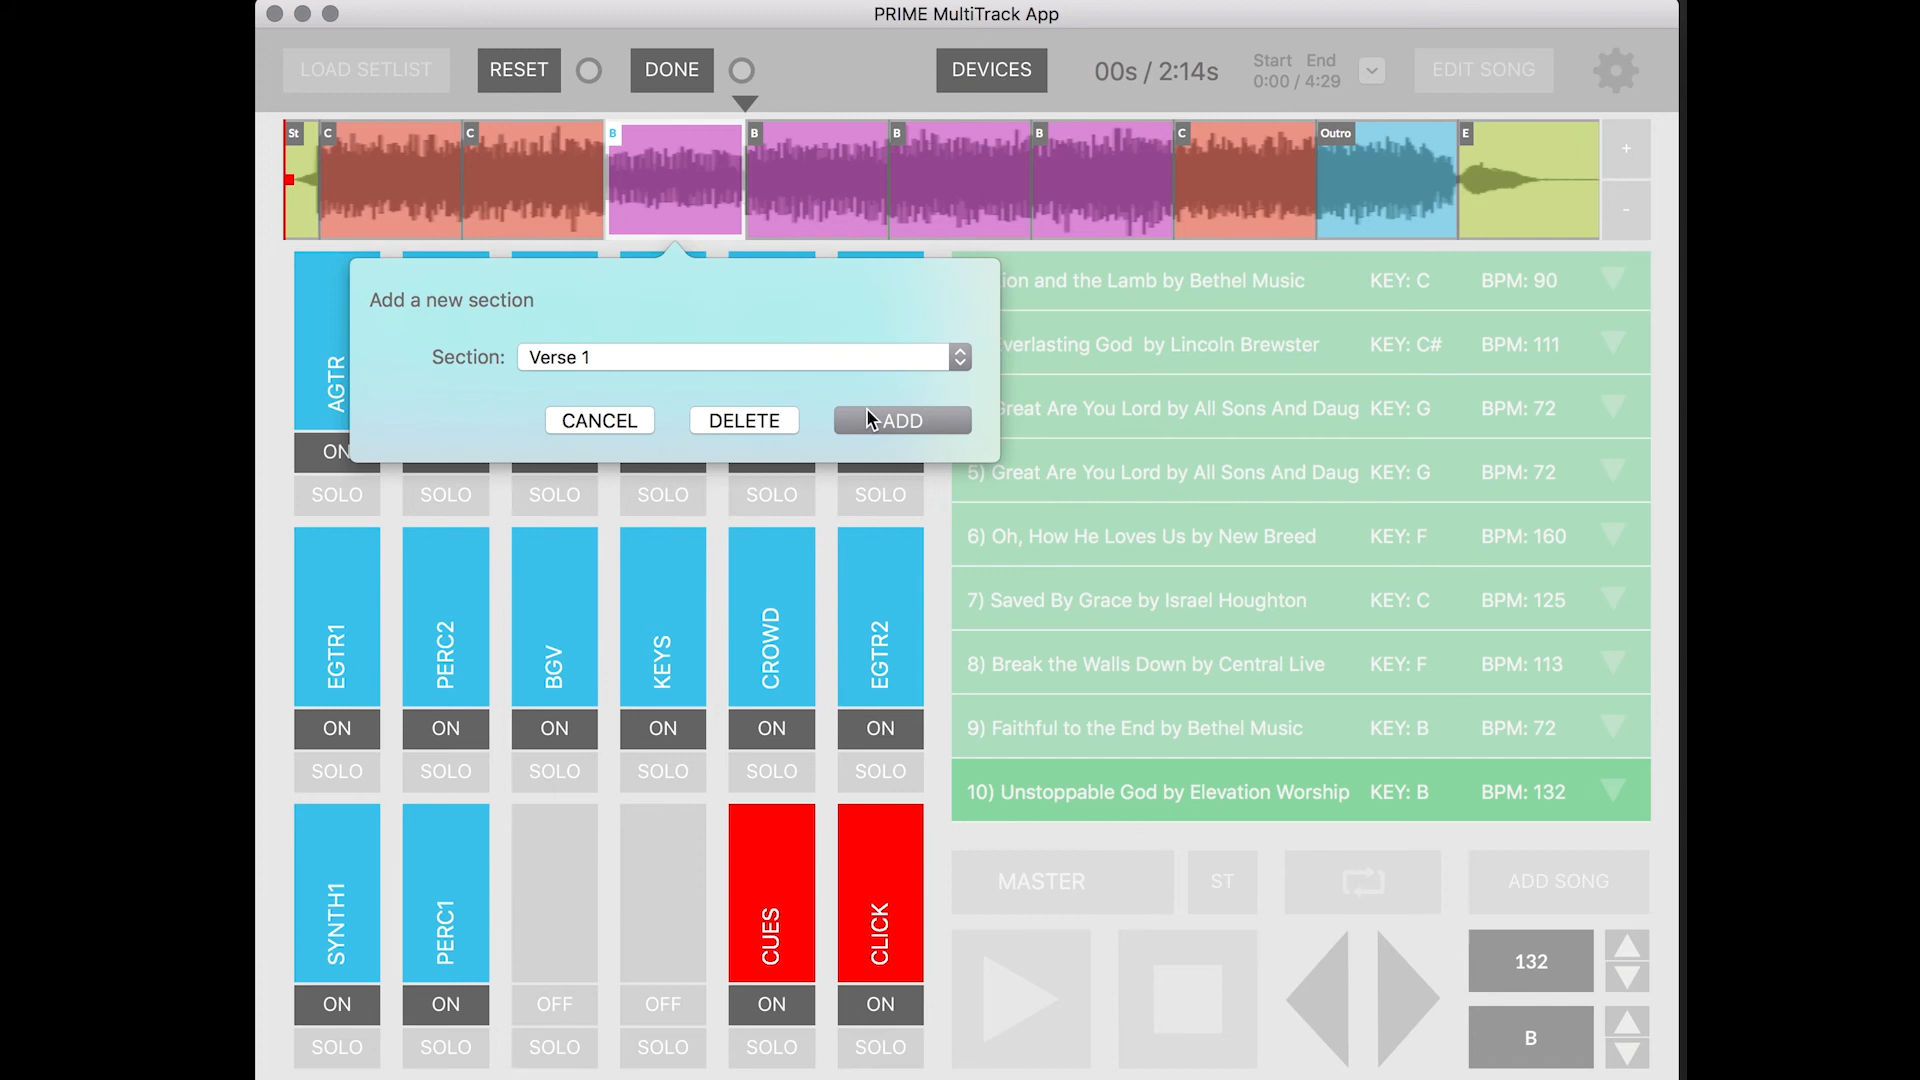 PRIME MultiTrack App
LOAD SETLIST RESET DONE DEVICES 00s / 2:14s Start End EDIT SONG
0:00 / 4:29
St C C B B B B C Outro E
+
-
Add a new section
Section: Verse 1
CANCEL DELETE ADD
AGTR
ON
SOLO SOLO SOLO SOLO SOLO SOLO
EGTR1 PERC2 BGV KEYS CROWD EGTR2
ON ON ON ON ON ON
SOLO SOLO SOLO SOLO SOLO SOLO
SYNTH1 PERC1 CUES CLICK
ON ON OFF OFF ON ON
SOLO SOLO SOLO SOLO SOLO SOLO
ion and the Lamb by Bethel Music KEY: C BPM: 90
verlasting God by Lincoln Brewster KEY: C# BPM: 111
Great Are You Lord by All Sons And Daug KEY: G BPM: 72
5) Great Are You Lord by All Sons And Daug KEY: G BPM: 72
6) Oh, How He Loves Us by New Breed KEY: F BPM: 160
7) Saved By Grace by Israel Houghton KEY: C BPM: 125
8) Break the Walls Down by Central Live KEY: F BPM: 113
9) Faithful to the End by Bethel Music KEY: B BPM: 72
10) Unstoppable God by Elevation Worship KEY: B BPM: 132
MASTER ST ADD SONG
132
B